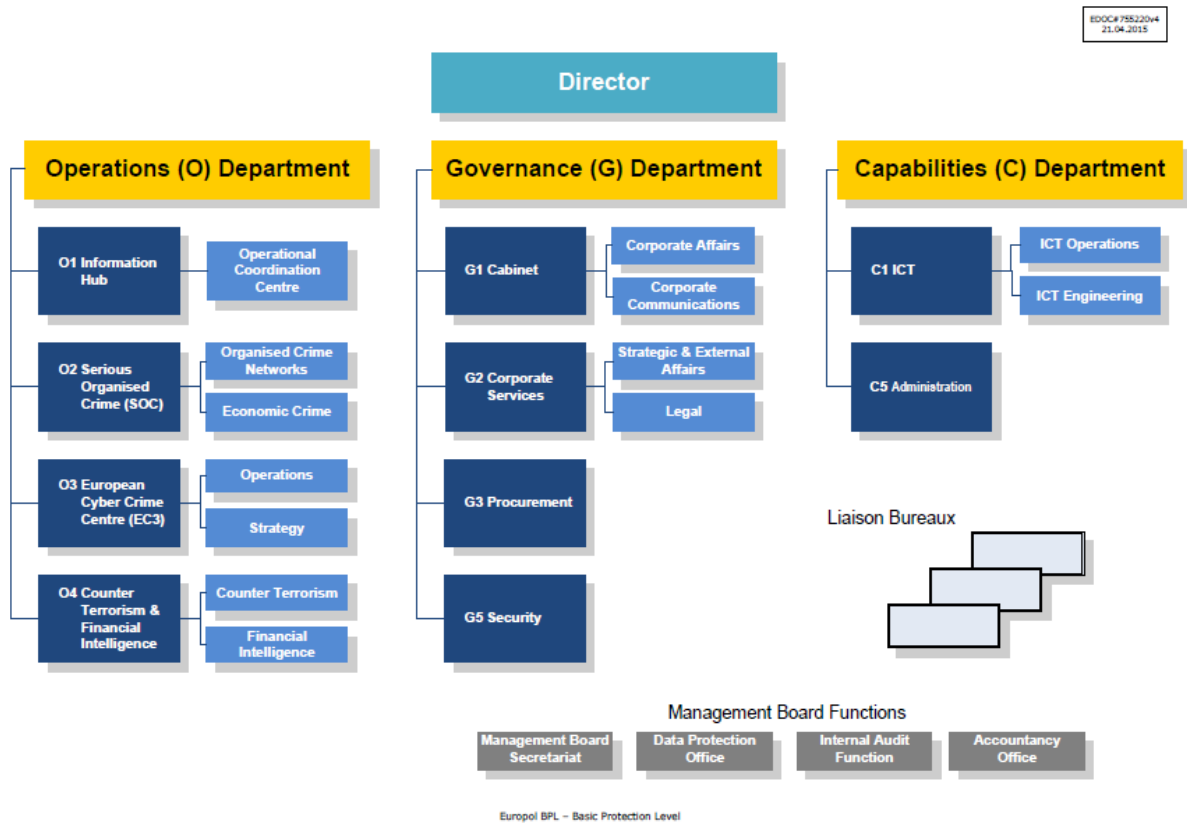 EDOC#755220v4
21.04.2015
Director
Operations (O) Department
O1 Information
Hub
Operational
Coordination
Centre
O2 Serious
Organised
Crime (SOC)
Organised Crime
Networks
Economic Crime
O3 European
Cyber Crime
Centre (EC3)
Operations
Strategy
O4 Counter
Terrorism &
Financial
Intelligence
Counter Terrorism
Financial
Intelligence
Governance (G) Department
G1 Cabinet
Corporate Affairs
Corporate
Communications
G2 Corporate
Services
Strategic & External
Affairs
Legal
G3 Procurement
G5 Security
Capabilities (C) Department
C1 ICT
ICT Operations
ICT Engineering
C5 Administration
Liaison Bureaux
Management Board Functions
Management Board
Secretariat
Data Protection
Office
Internal Audit
Function
Accountancy
Office
Europol BPL – Basic Protection Level